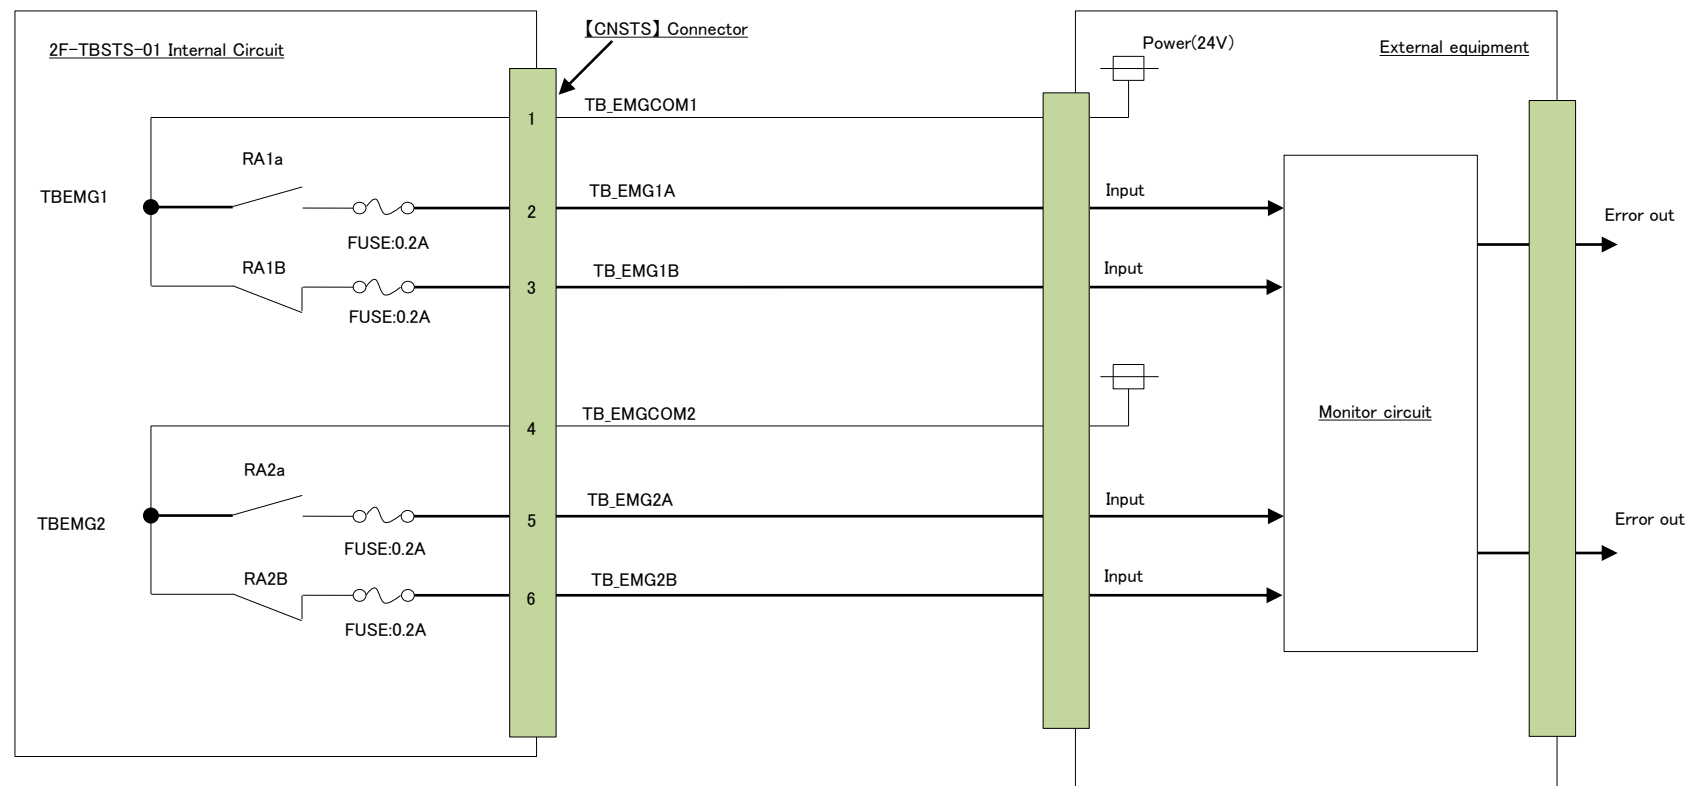 【CNSTS】 Connector
2F-TBSTS-01 Internal Circuit
Power(24V)
External equipment
TB_EMGCOM1
1
RA1a
TBEMG1
TB_EMG1A
Input
2
Error out
FUSE:0.2A
RA1B
TB_EMG1B
Input
3
FUSE:0.2A
TB_EMGCOM2
Monitor circuit
4
RA2a
TB_EMG2A
Input
TBEMG2
5
Error out
FUSE:0.2A
RA2B
TB_EMG2B
Input
6
FUSE:0.2A